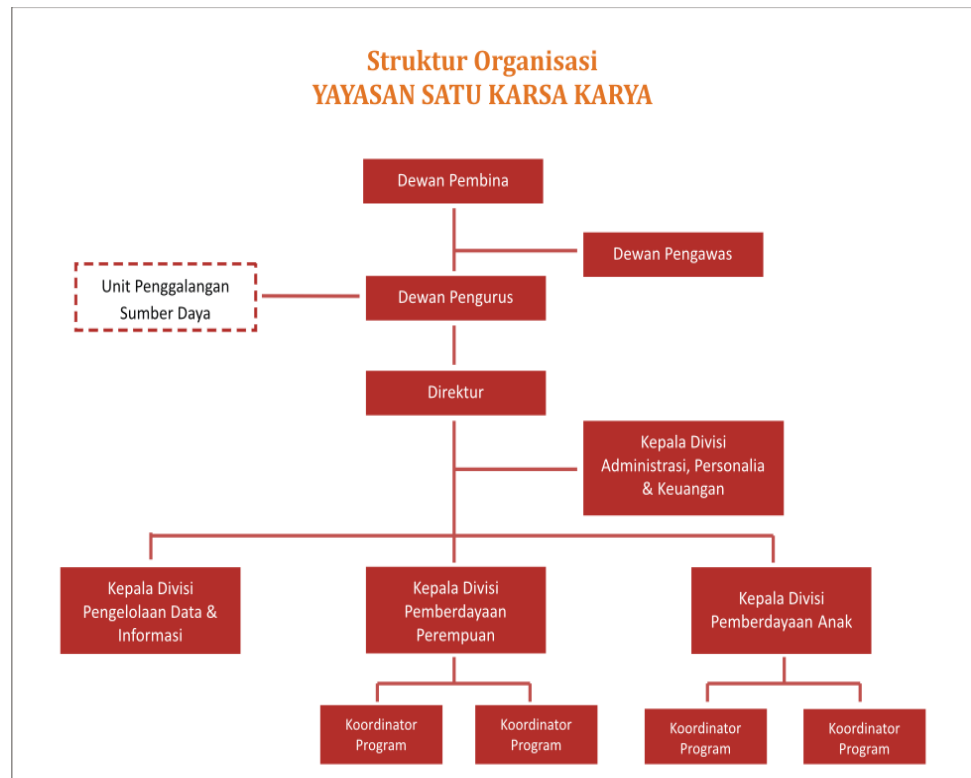 Struktur Organisasi
YAYASAN SATU KARSA KARYA
Dewan Pembina
Dewan Pengawas
Unit Penggalangan
Sumber Daya
Dewan Pengurus
Direktur
Kepala Divisi
Administrasi, Personalia
& Keuangan
Kepala Divisi
Pengelolaan Data &
Informasi
Kepala Divisi
Pemberdayaan
Perempuan
Kepala Divisi
Pemberdayaan Anak
Koordinator
Program
Koordinator
Program
Koordinator
Program
Koordinator
Program